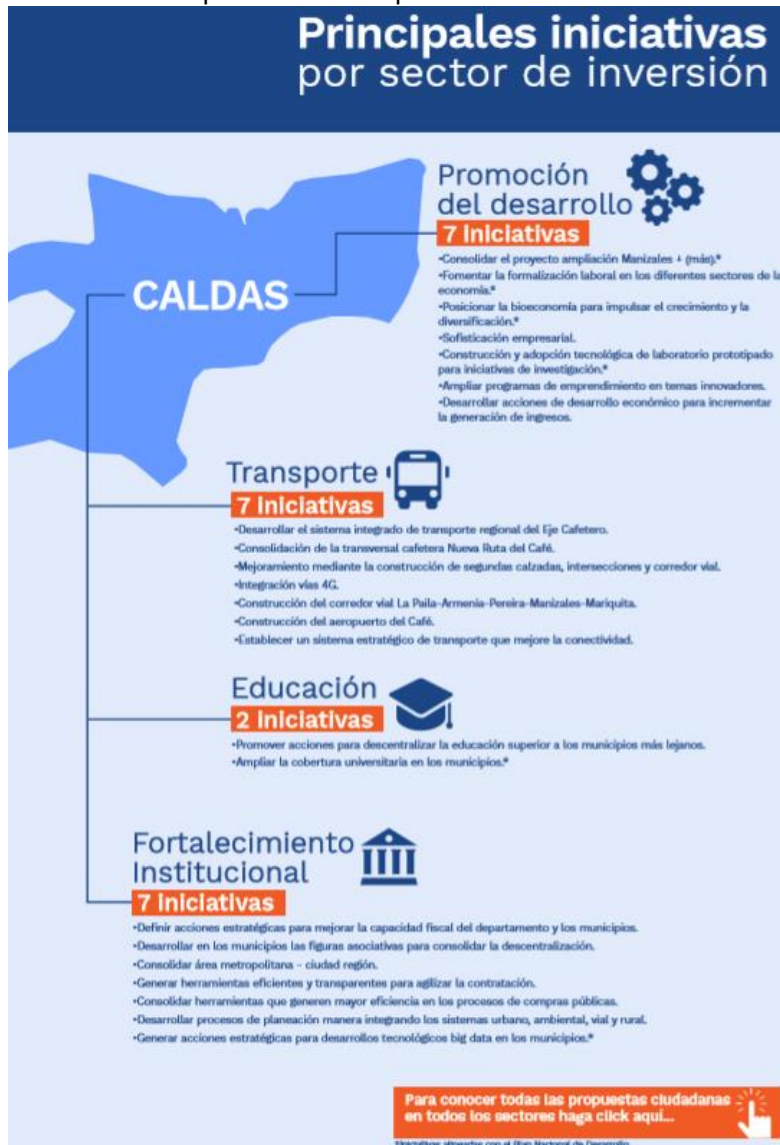 Principales iniciativas
por sector de inversión
CALDAS
Promoción
del desarrollo
7 iniciativas
•Consolidar el proyecto ampliación Manizales + (más).*
•Fomentar la formalización laboral en los diferentes sectores de la
economía.*
•Posicionar la bioeconomía para impulsar el crecimiento y la
diversificación.*
•Sofisticación empresarial.
•Construcción y adopción tecnológica de laboratorio prototipado
para iniciativas de investigación.*
•Ampliar programas de emprendimiento en temas innovadores.
•Desarrollar acciones de desarrollo económico para incrementar
la generación de ingresos.
Transporte
7 iniciativas
•Desarrollar el sistema integrado de transporte regional del Eje Cafetero.
•Consolidación de la transversal cafetera Nueva Ruta del Café.
•Mejoramiento mediante la construcción de segundas calzadas, intersecciones y corredor vial.
•Integración vías 4G.
•Construcción del corredor vial La Paila-Armenia-Pereira-Manizales-Mariquita.
•Construcción del aeropuerto del Café.
•Establecer un sistema estratégico de transporte que mejore la conectividad.
Educación
2 iniciativas
•Promover acciones para descentralizar la educación superior a los municipios más lejanos.
•Ampliar la cobertura universitaria en los municipios.*
Fortalecimiento
Institucional
7 iniciativas
•Definir acciones estratégicas para mejorar la capacidad fiscal del departamento y los municipios.
•Desarrollar en los municipios las figuras asociativas para consolidar la descentralización.
•Consolidar área metropolitana - ciudad región.
•Generar herramientas eficientes y transparentes para agilizar la contratación.
•Consolidar herramientas que generen mayor eficiencia en los procesos de compras públicas.
•Desarrollar procesos de planeación manera integrando los sistemas urbano, ambiental, vial y rural.
•Generar acciones estratégicas para desarrollos tecnológicos big data en los municipios.*
Para conocer todas las propuestas ciudadanas
en todos los sectores haga click aquí...
*Iniciativas alineadas con el Plan Nacional de Desarrollo